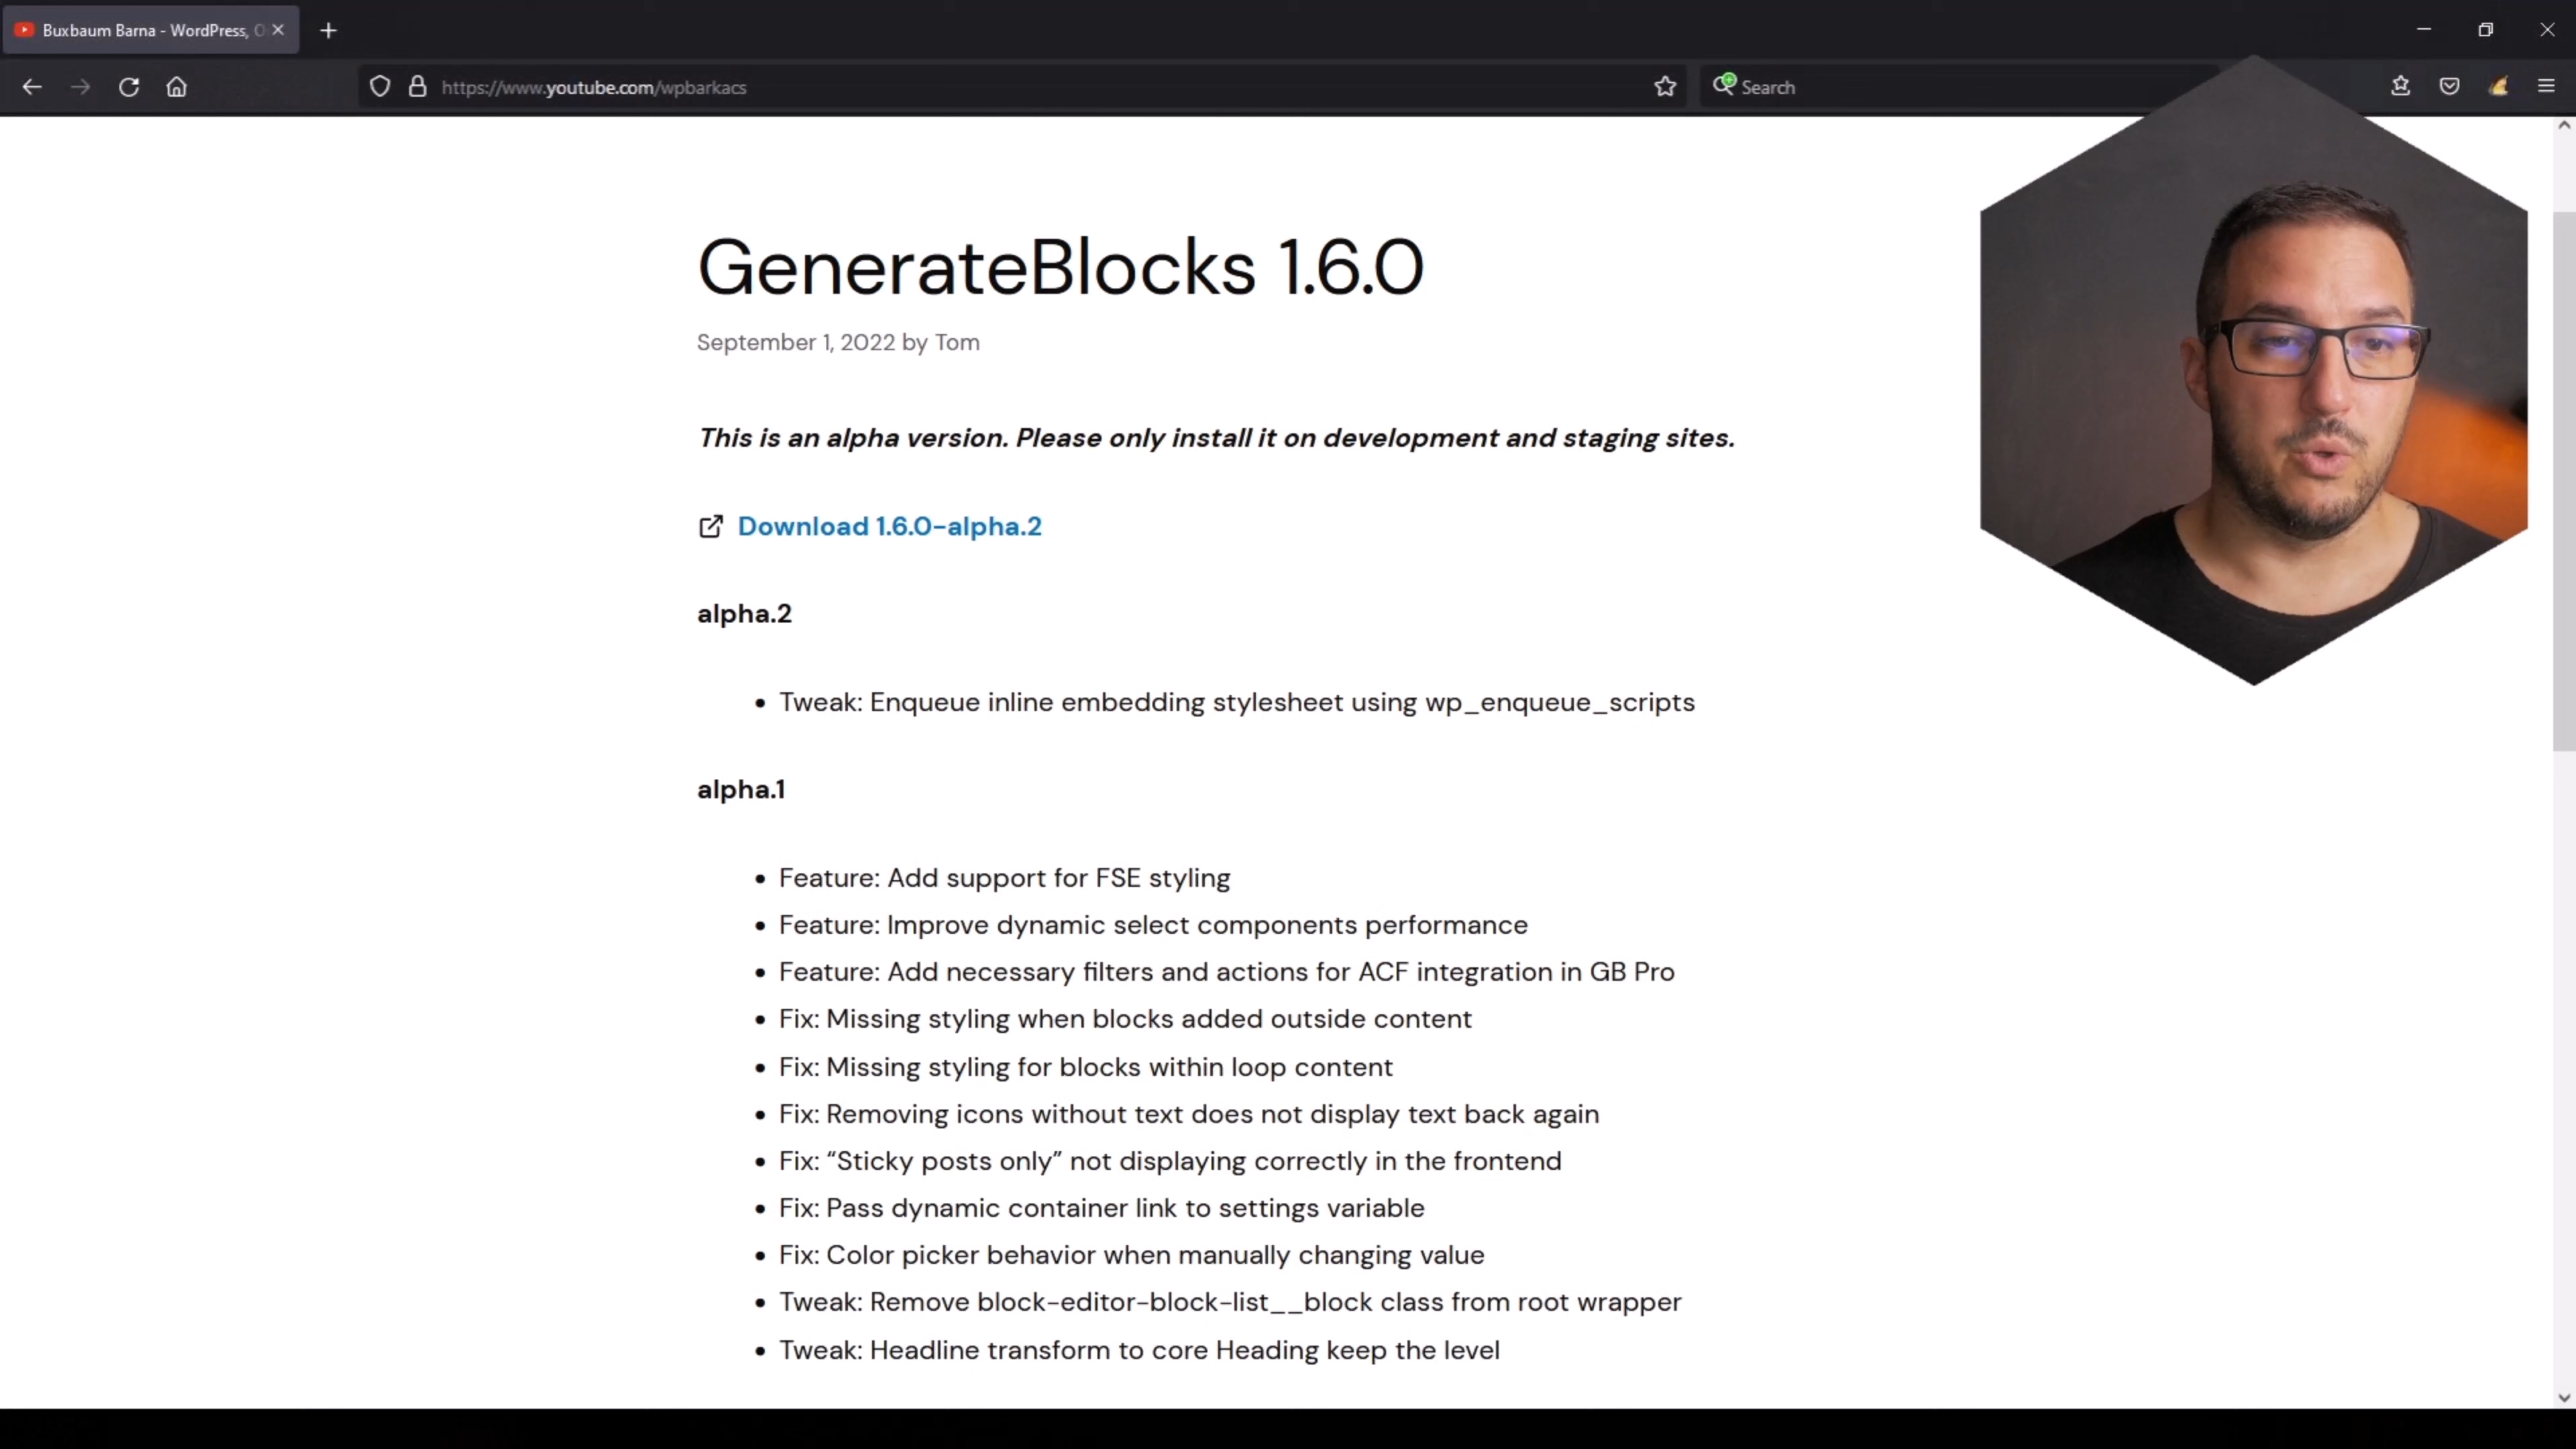 Buxbaum Barna - WordPress, O
https://www.youtube.com/wpbarkacs
Search
GenerateBlocks 1.6.0
September 1, 2022 by Tom
This is an alpha version. Please only install it on development and staging sites.
Download 1.6.0-alpha.2
alpha.2
• Tweak: Enqueue inline embedding stylesheet using wp_enqueue_scripts
alpha.1
• Feature: Add support for FSE styling
• Feature: Improve dynamic select components performance
• Feature: Add necessary filters and actions for ACF integration in GB Pro
• Fix: Missing styling when blocks added outside content
• Fix: Missing styling for blocks within loop content
• Fix: Removing icons without text does not display text back again
• Fix: “Sticky posts only” not displaying correctly in the frontend
• Fix: Pass dynamic container link to settings variable
• Fix: Color picker behavior when manually changing value
• Tweak: Remove block-editor-block-list__block class from root wrapper
• Tweak: Headline transform to core Heading keep the level